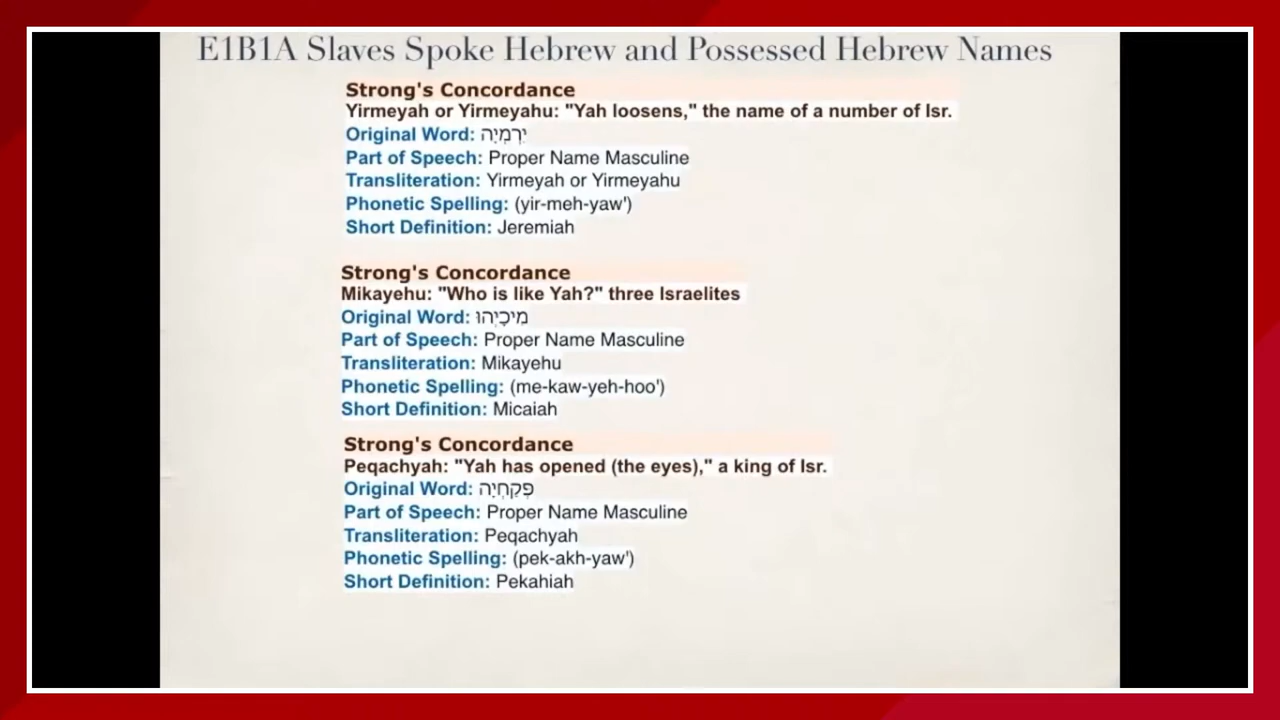 E1B1A Slaves Spoke Hebrew and Possessed Hebrew Names
Strong's Concordance
Yirmeyah or Yirmeyahu: "Yah loosens," the name of a number of Isr.
Original Word: יִרְמְיָה
Part of Speech: Proper Name Masculine
Transliteration: Yirmeyah or Yirmeyahu
Phonetic Spelling: (yir-meh-yaw')
Short Definition: Jeremiah
Strong's Concordance
Mikayehu: "Who is like Yah?" three Israelites
Original Word: מִיכָיְהוּ
Part of Speech: Proper Name Masculine
Transliteration: Mikayehu
Phonetic Spelling: (me-kaw-yeh-hoo')
Short Definition: Micaiah
Strong's Concordance
Peqachyah: "Yah has opened (the eyes)," a king of Isr.
Original Word: פְּקַחְיָה
Part of Speech: Proper Name Masculine
Transliteration: Peqachyah
Phonetic Spelling: (pek-akh-yaw')
Short Definition: Pekahiah